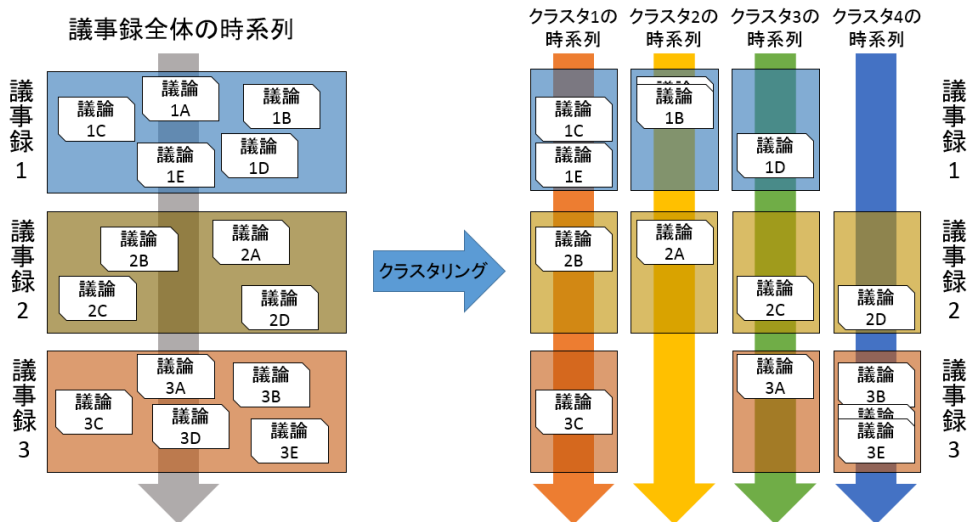 議事録全体の時系列
議事録1
議論
1A
議論
1B
議論
1C
議論
1D
議論
1E
議事録2
議論
2A
議論
2B
議論
2C
議論
2D
議事録3
議論
3A
議論
3B
議論
3C
議論
3D
議論
3E
クラスタリング
クラスタ1の
時系列
クラスタ2の
時系列
クラスタ3の
時系列
クラスタ4の
時系列
議論
1C
議論
1E
議論
1B
議論
1D
議事録1
議論
2B
議論
2A
議論
2C
議論
2D
議事録2
議論
3C
議論
3A
議論
3B
議論
議論
3E
議事録3